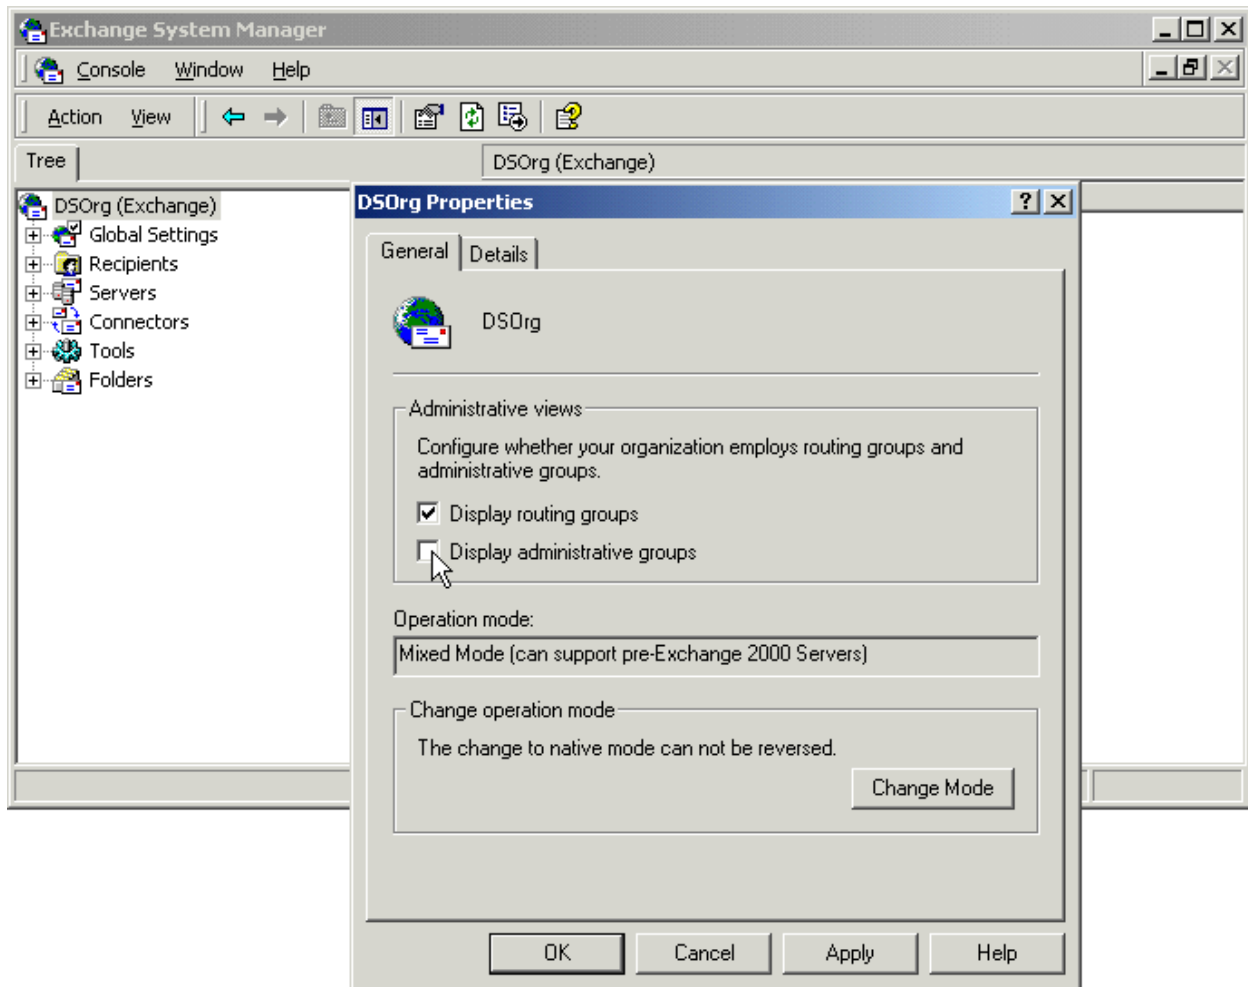 Exchange System Manager
Console Window Help
Action View
Tree
DSOrg (Exchange)
DSOrg (Exchange)
Global Settings
Recipients
Servers
Connectors
Tools
Folders
DSOrg Properties
General Details
DSOrg
Administrative views
Configure whether your organization employs routing groups and
administrative groups.
Display routing groups
Display administrative groups
Operation mode:
Mixed Mode (can support pre-Exchange 2000 Servers)
Change operation mode
The change to native mode can not be reversed.
Change Mode
OK Cancel Apply Help